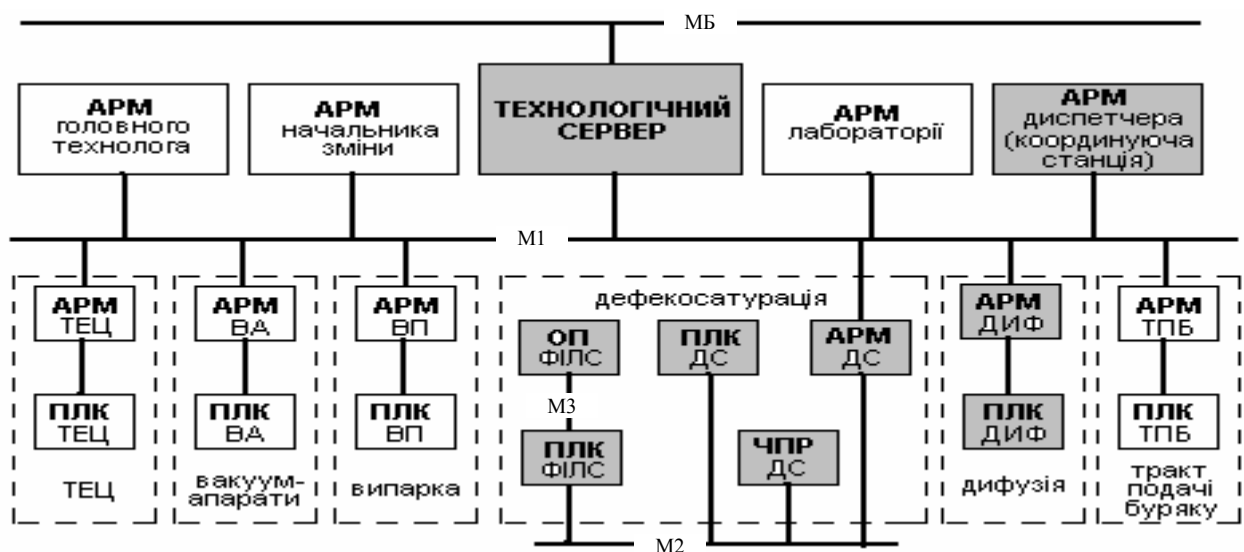 МБ
АРМ
головного
технолога
АРМ
начальника
зміни
ТЕХНОЛОГІЧНИЙ
СЕРВЕР
АРМ
лабораторії
АРМ
диспетчера
(координуюча
станція)
М1
АРМ
ТЕЦ
ПЛК
ТЕЦ
ТЕЦ
АРМ
ВА
ПЛК
ВА
вакуум-
апарати
АРМ
ВП
ПЛК
ВП
випарка
дефекосатурація
ОП
ФІЛС
М3
ПЛК
ФІЛС
ПЛК
ДС
АРМ
ДС
ЧПР
ДС
М2
АРМ
ДИФ
ПЛК
ДИФ
дифузія
АРМ
ТПБ
ПЛК
ТПБ
тракт
подачі
буряку